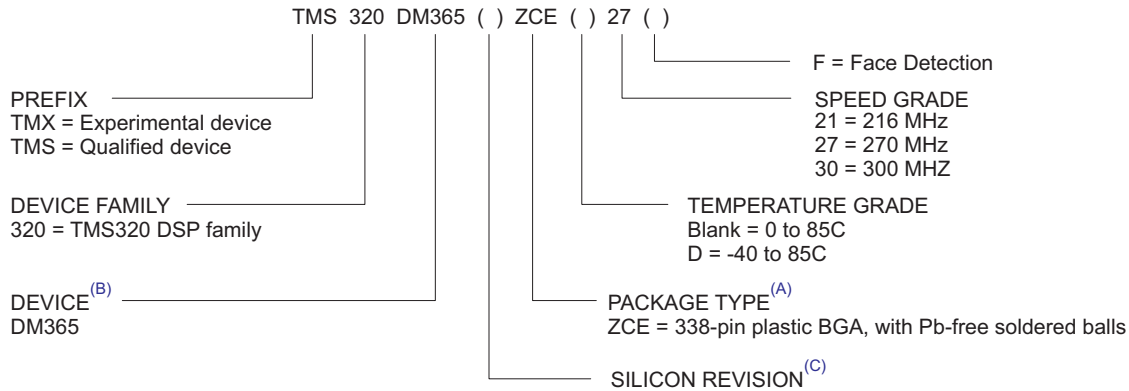 TMS 320 DM365 ( ) ZCE ( ) 27 ( )
F = Face Detection
PREFIX
TMX = Experimental device
TMS = Qualified device
SPEED GRADE
21 = 216 MHz
27 = 270 MHz
30 = 300 MHZ
DEVICE FAMILY
320 = TMS320 DSP family
TEMPERATURE GRADE
Blank = 0 to 85C
D = -40 to 85C
DEVICE(B)
DM365
PACKAGE TYPE(A)
ZCE = 338-pin plastic BGA, with Pb-free soldered balls
SILICON REVISION(C)